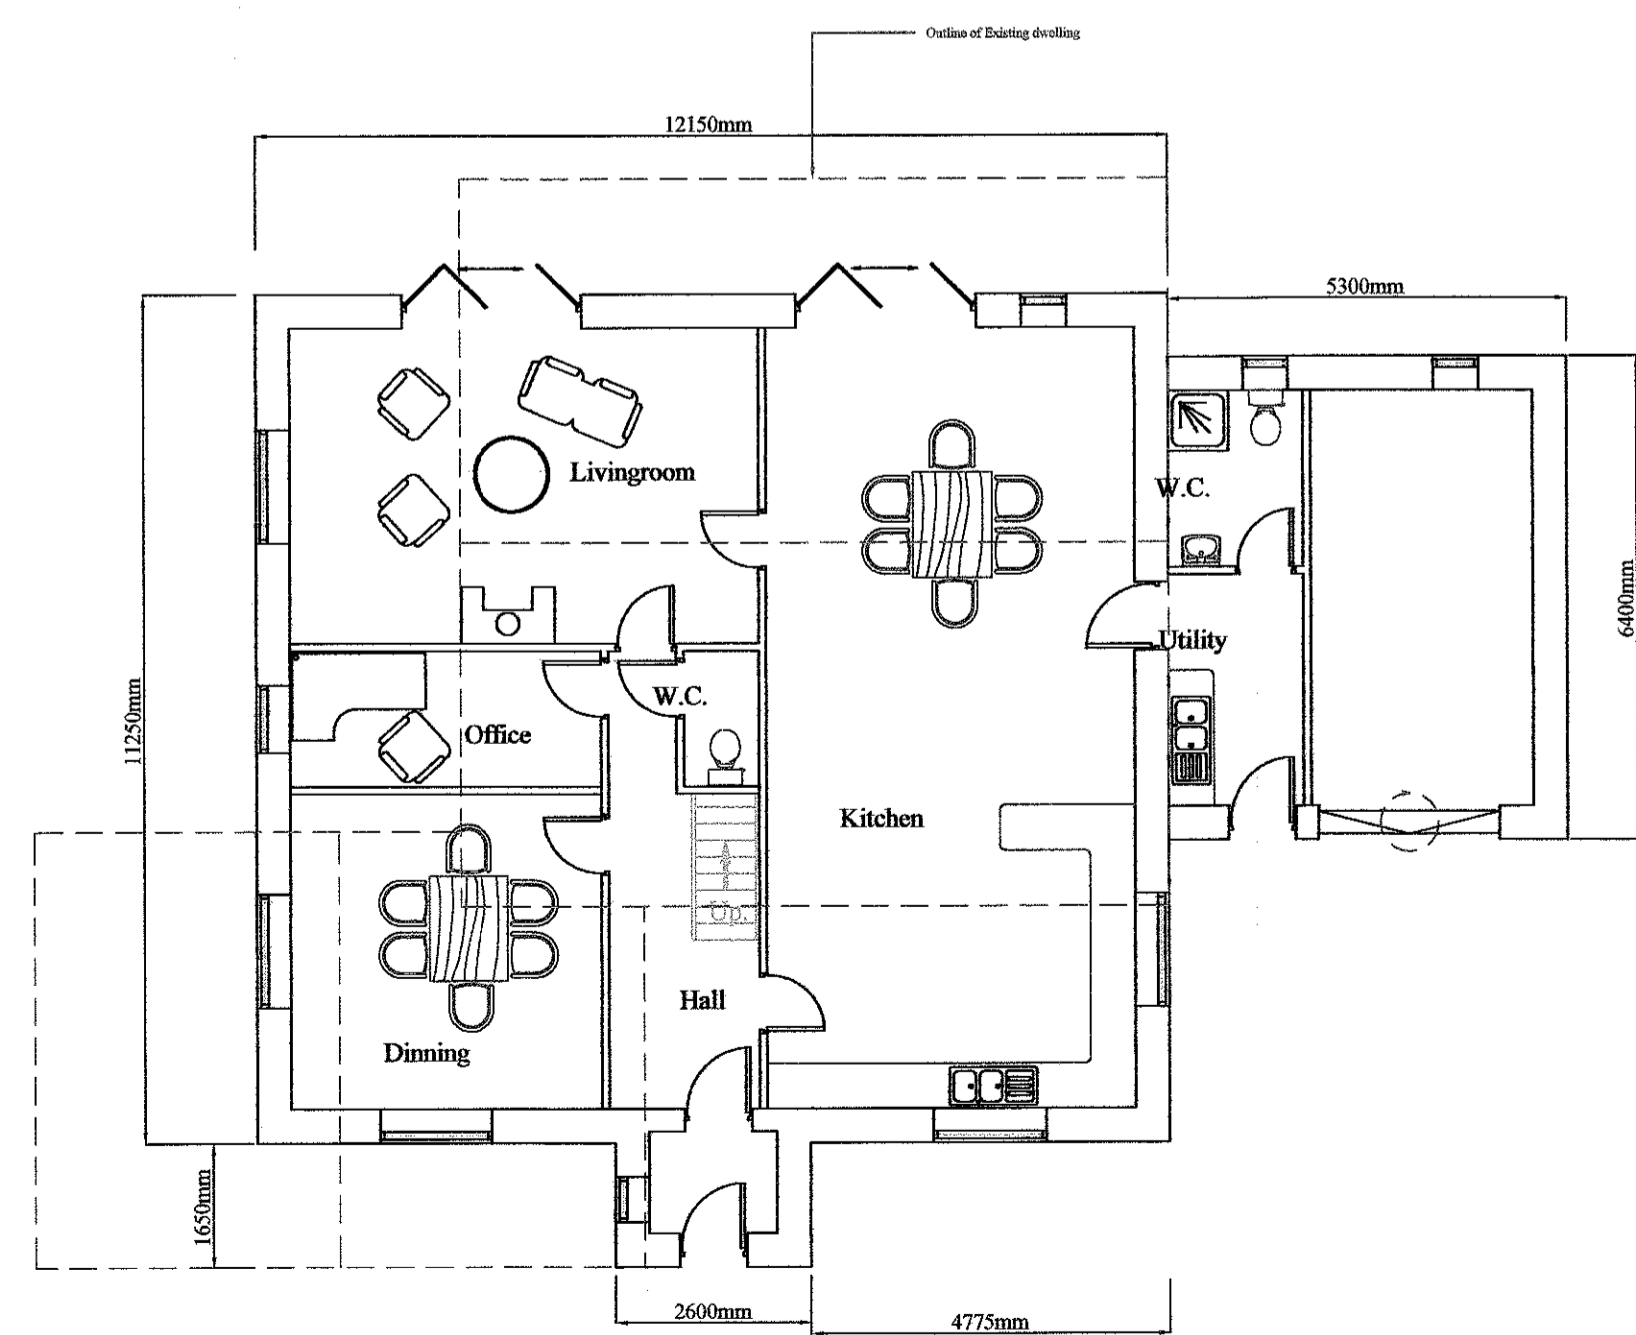 Outline of Existing dwelling
12150mm
5300mm
Livingroom
W.C.
6400mm
Utility
W.C.
11250mm
Office
Kitchen
Up.
Hall
Dinning
1650mm
2600mm
4775mm